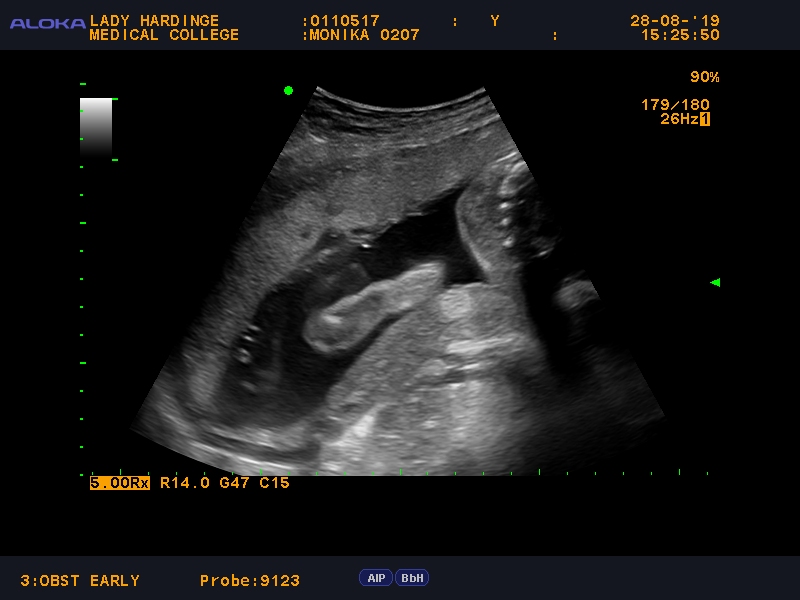 ALOKA LADY HARDINGE :0110517 : Y 28-08-'19
MEDICAL COLLEGE :MONIKA 0207 : 15:25:50
90%
179/180
26Hz1
5.00Rx R14.0 G47 C15
3:OBST EARLY Probe:9123 AIP BbH